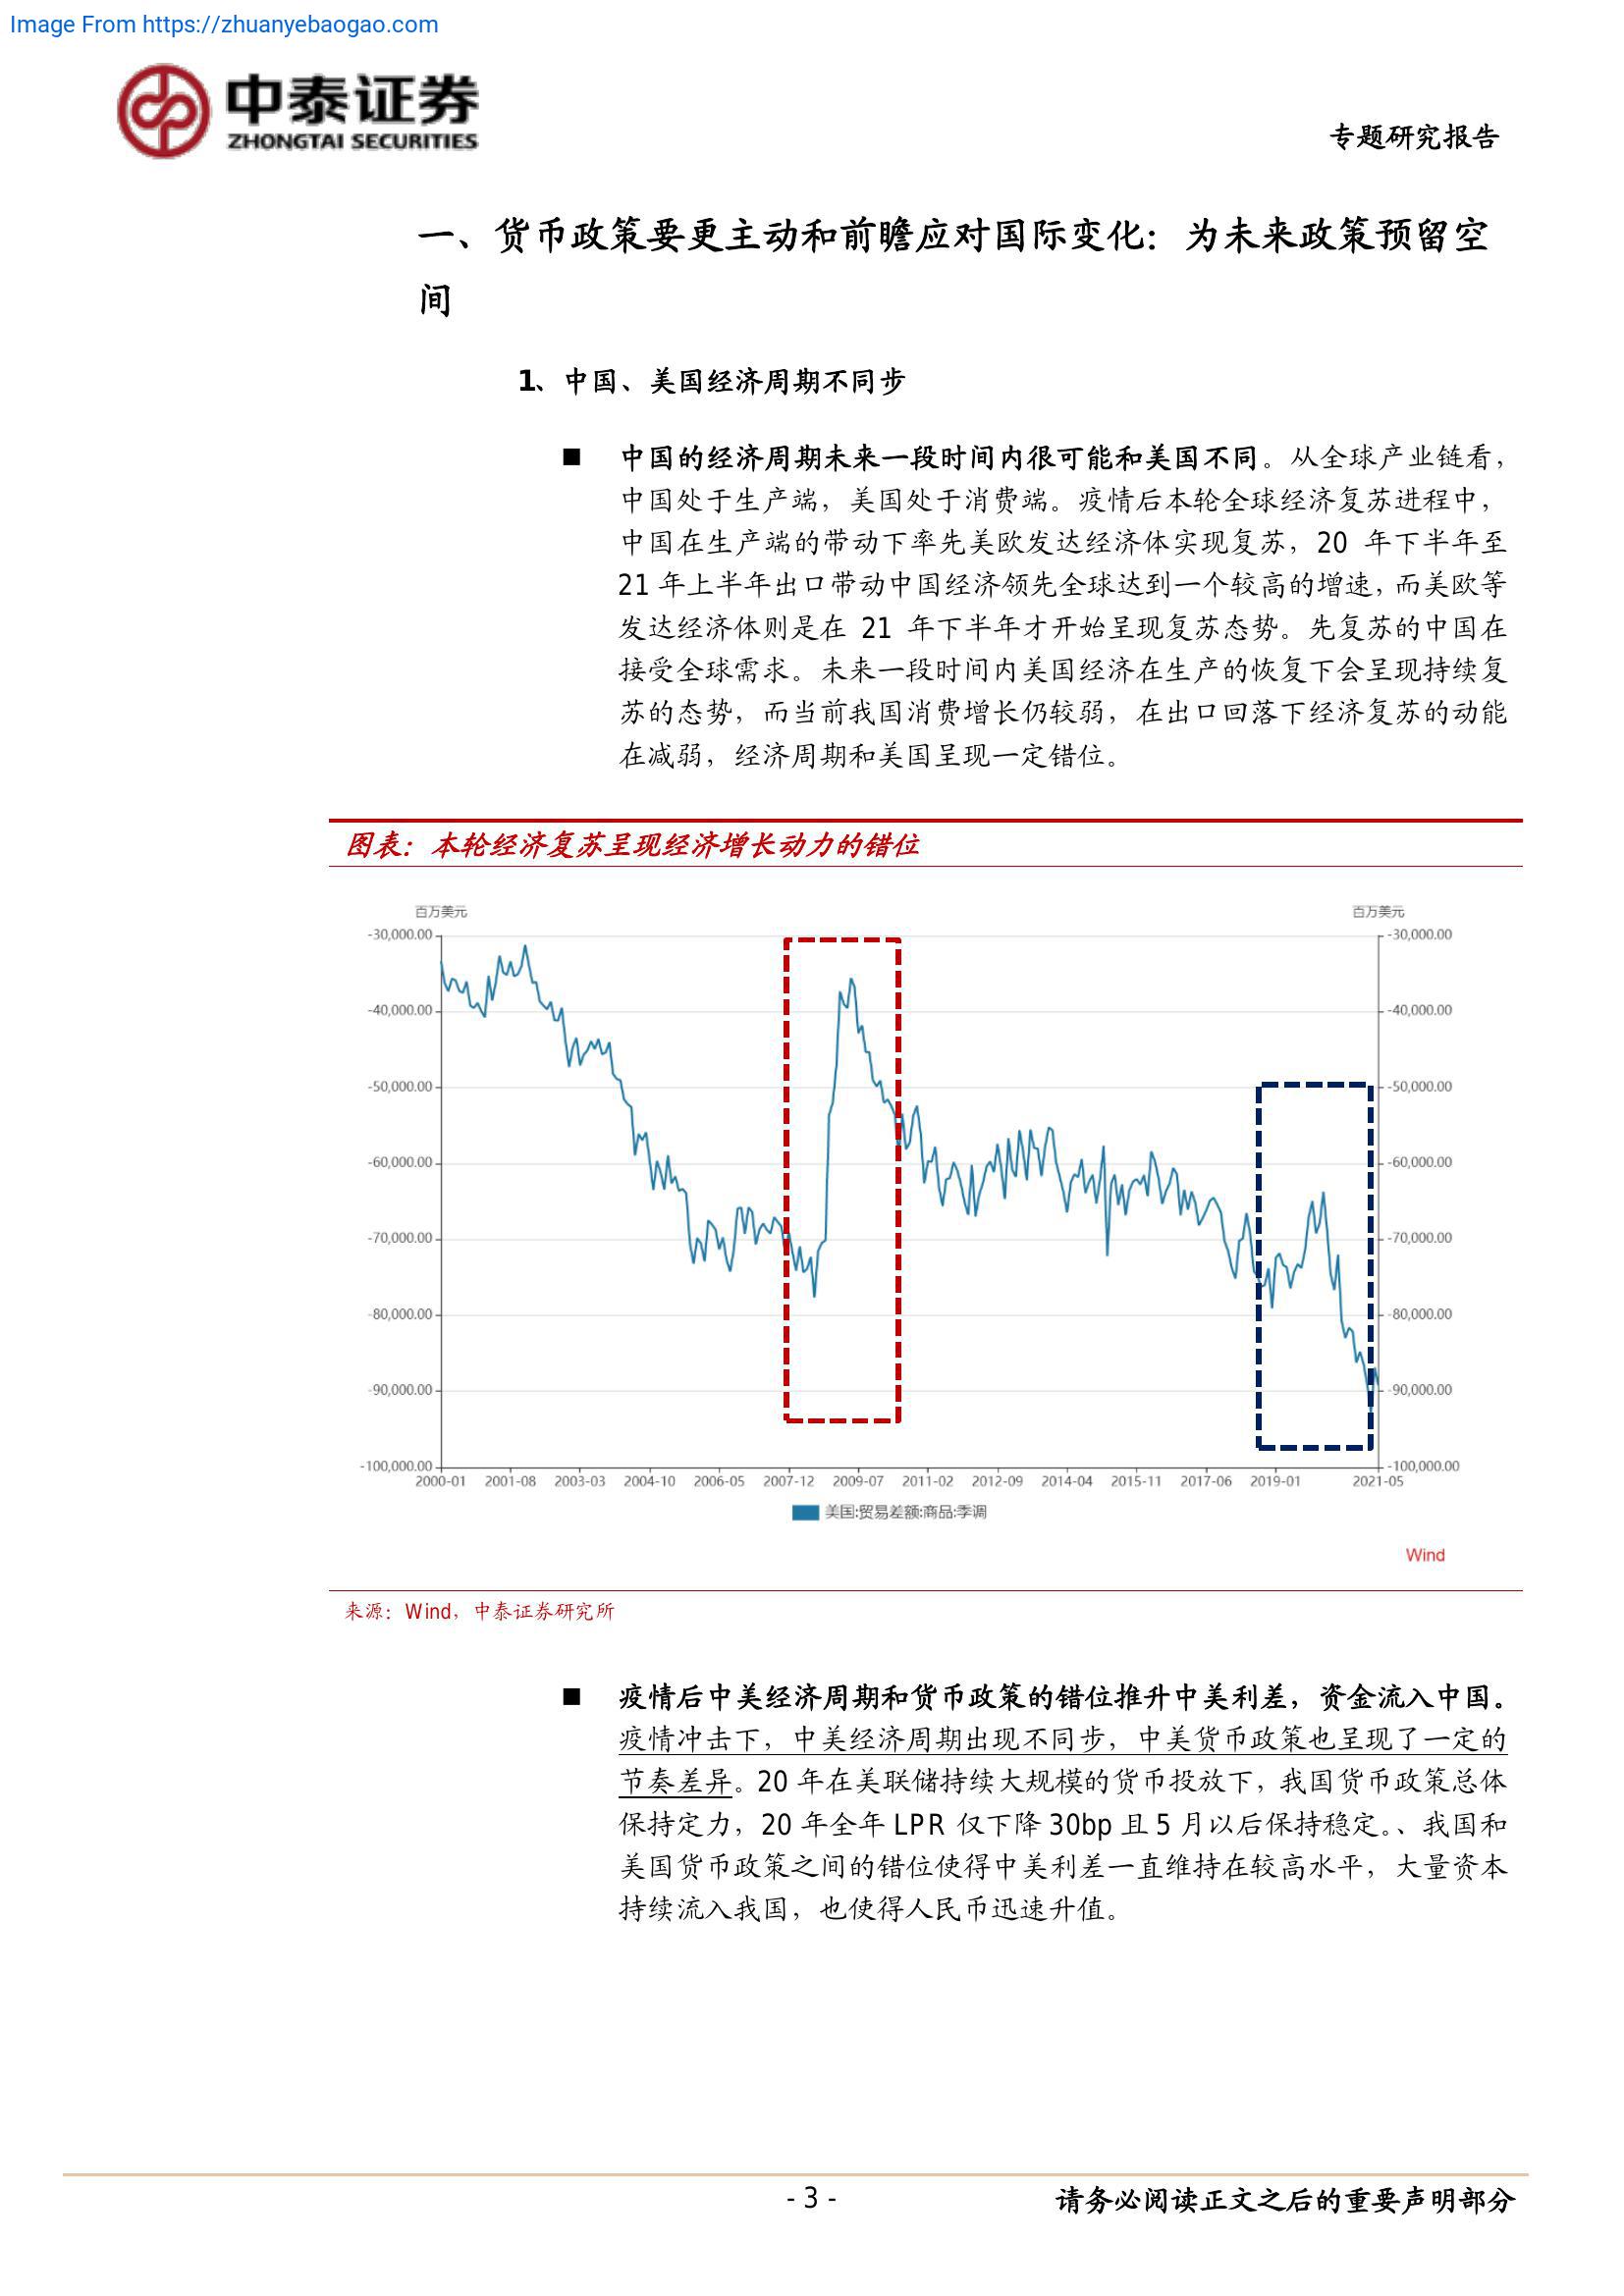 Image From https://zhuanyebaogao.com
中泰证券
ZHONGTAI SECURITIES
专题研究报告
一、货币政策要更主动和前瞻应对国际变化：为未来政策预留空
间
1、中国、美国经济周期不同步
■ 中国的经济周期未来一段时间内很可能和美国不同。从全球产业链看，
中国处于生产端，美国处于消费端。疫情后本轮全球经济复苏进程中，
中国在生产端的带动下率先美欧发达经济体实现复苏，20 年下半年至
21 年上半年出口带动中国经济领先全球达到一个较高的增速，而美欧等
发达经济体则是在 21 年下半年才开始呈现复苏态势。先复苏的中国在
接受全球需求。未来一段时间内美国经济在生产的恢复下会呈现持续复
苏的态势，而当前我国消费增长仍较弱，在出口回落下经济复苏的动能
在减弱，经济周期和美国呈现一定错位。
图表：本轮经济复苏呈现经济增长动力的错位
百万美元 百万美元
-30,000.00 -30,000.00
-40,000.00 -40,000.00
-50,000.00 -50,000.00
-60,000.00 -60,000.00
-70,000.00 -70,000.00
-80,000.00 -80,000.00
-90,000.00 -90,000.00
-100,000.00 -100,000.00
2000-01 2001-08 2003-03 2004-10 2006-05 2007-12 2009-07 2011-02 2012-09 2014-04 2015-11 2017-06 2019-01 2021-05
美国:贸易差额:商品:季调
Wind
来源：Wind，中泰证券研究所
■ 疫情后中美经济周期和货币政策的错位推升中美利差，资金流入中国。
疫情冲击下，中美经济周期出现不同步，中美货币政策也呈现了一定的
节奏差异。20 年在美联储持续大规模的货币投放下，我国货币政策总体
保持定力，20 年全年 LPR 仅下降 30bp 且 5 月以后保持稳定。、我国和
美国货币政策之间的错位使得中美利差一直维持在较高水平，大量资本
持续流入我国，也使得人民币迅速升值。
- 3 -
请务必阅读正文之后的重要声明部分